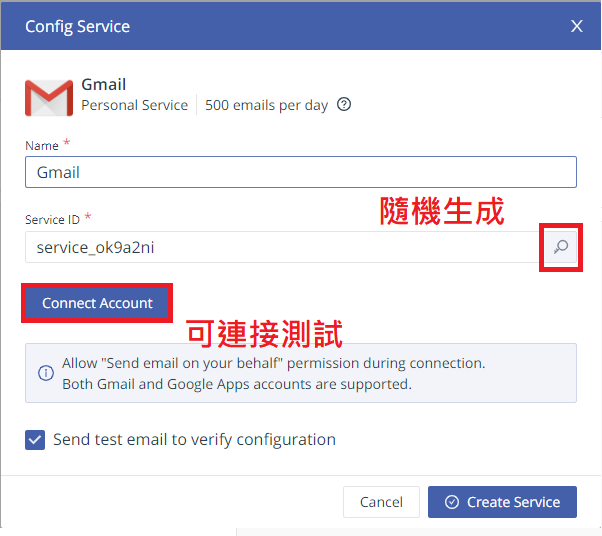 Config Service
X
Gmail
Personal Service
500 emails per day
?
Name *
Gmail
隨機生成
Service ID *
service_ok9a2ni
Connect Account
可連接測試
Allow "Send email on your behalf" permission during connection.
Both Gmail and Google Apps accounts are supported.
Send test email to verify configuration
Cancel
Create Service